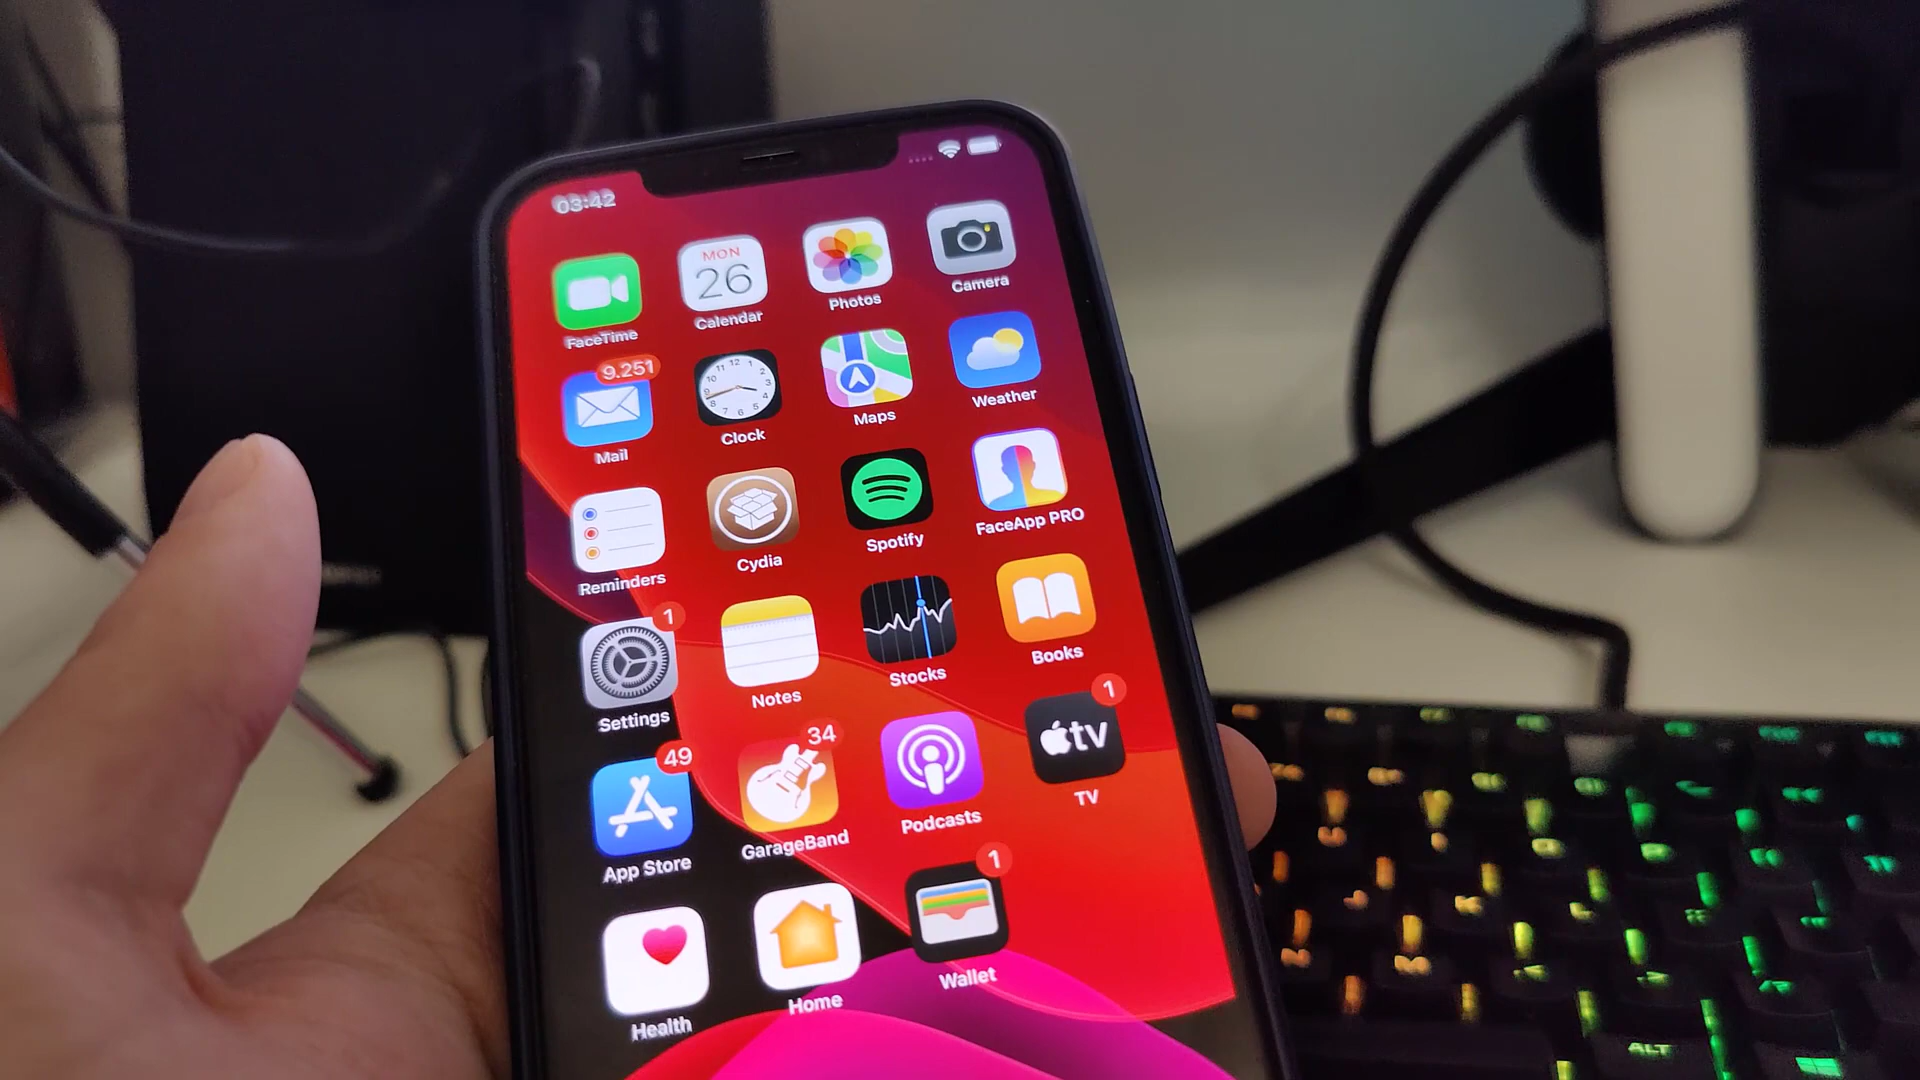 03:42
MON
26
FaceTime
Calendar
Photos
Camera
9.251
Mail
Clock
Maps
Weather
Reminders
Cydia
Spotify
FaceApp PRO
1
Settings
Notes
Stocks
Books
49
App Store
34
GarageBand
Podcasts
1
tv
TV
Health
Home
1
Wallet
ALT